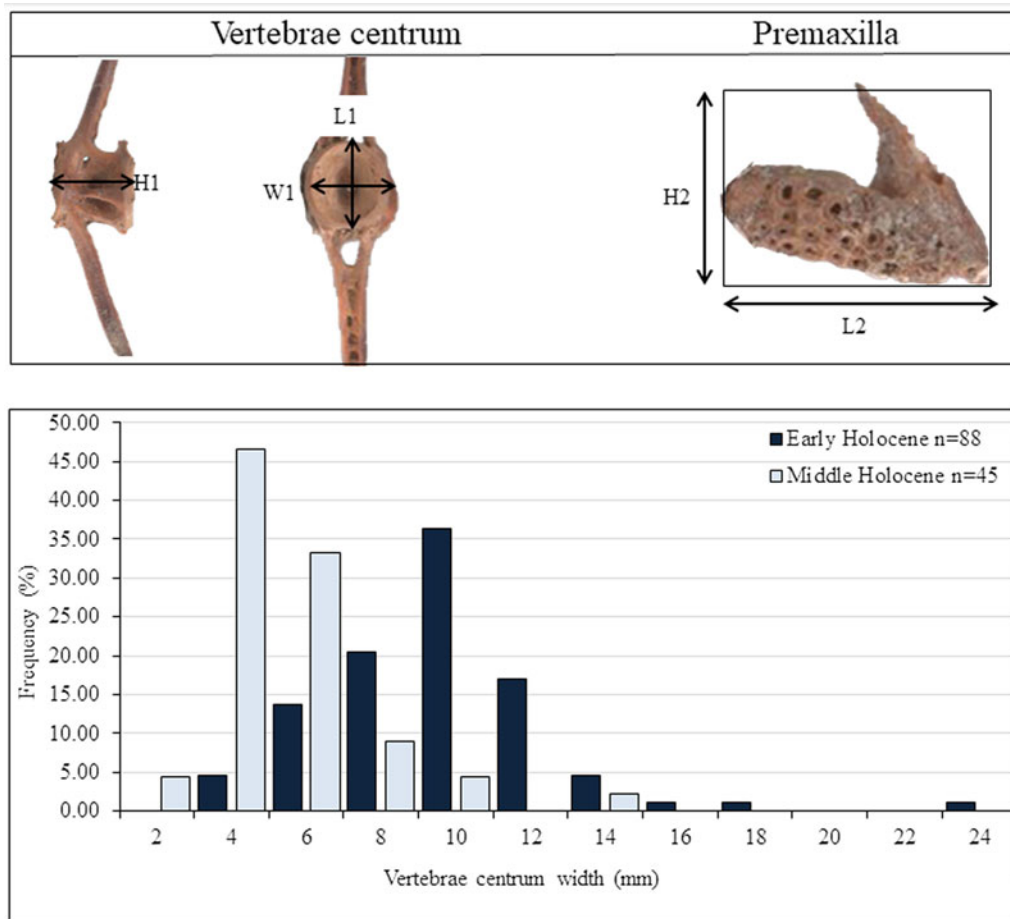 Vertebrae centrum
Premaxilla
L1
H1
W1
H2
L2
50.00
45.00
40.00
35.00
30.00
25.00
20.00
15.00
10.00
5.00
0.00
Frequency (%)
Early Holocene n=88
Middle Holocene n=45
2 4 6 8 10 12 14 16 18 20 22 24
Vertebrae centrum width (mm)